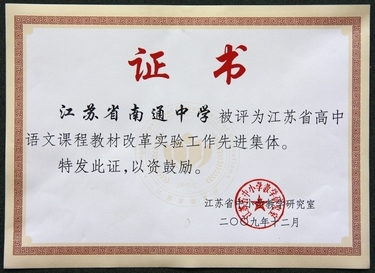 证书
江苏省南通中学被评为江苏省高中
语文课程教材改革实验工作先进集体。
特发此证,以资鼓励。
江苏省中小学教学研究室
二〇〇九年十二月